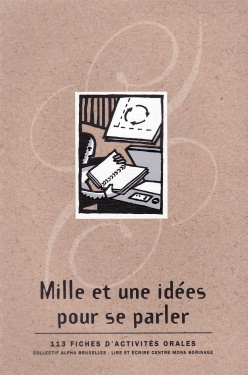 Mille et une idées
pour se parler
113 FICHES D'ACTIVITÉS ORALES
COLLECTIF ALPHA BRUXELLES : LIRE ET ECRIRE CENTRE MONS BORINAGE